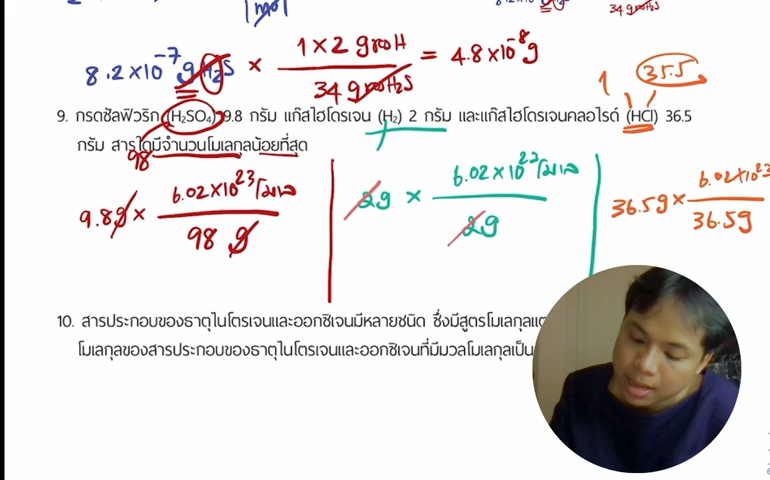 8.2×10⁻⁷ g H₂S × 1×2 g H / 34 g H₂S = 4.8×10⁻⁸ g
34 g H₂S
1 35.5
9. กรดซัลฟิวริก (H₂SO₄) 9.8 กรัม แก๊สไฮโดรเจน (H₂) 2 กรัม และแก๊สไฮโดรเจนคลอไรด์ (HCl) 36.5
กรัม สารใดมีจำนวนโมเลกุลน้อยที่สุด
98
9.8g × 6.02×10²³ โมเล / 98 g
2g × 6.02×10²³ โมเล / 2g
36.5g × 6.02×10²³ / 36.5g
10. สารประกอบของธาตุไนโตรเจนและออกซิเจนมีหลายชนิด ซึ่งมีสูตรโมเลกุลแต
โมเลกุลของสารประกอบของธาตุไนโตรเจนและออกซิเจนที่มีมวลโมเลกุลเป็น